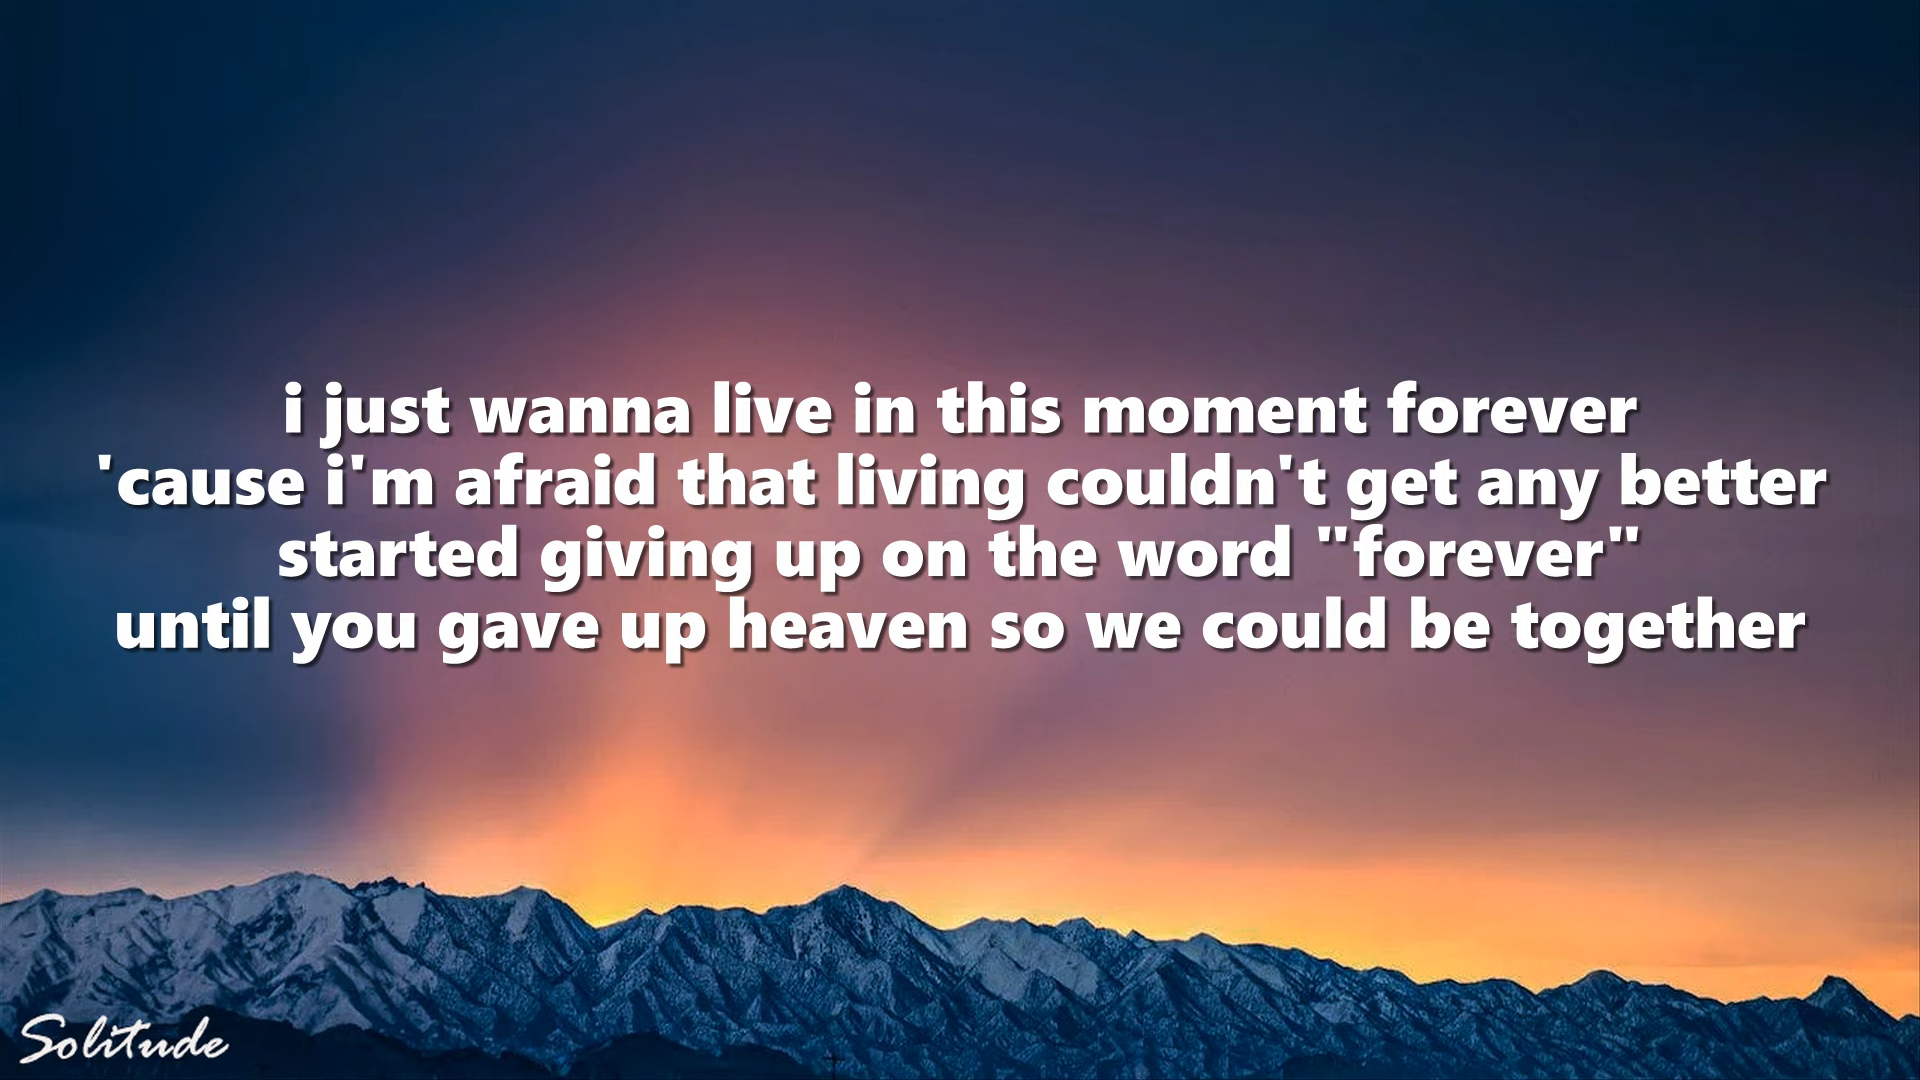 i just wanna live in this moment forever
'cause i'm afraid that living couldn't get any better
started giving up on the word "forever"
until you gave up heaven so we could be together
Solitude